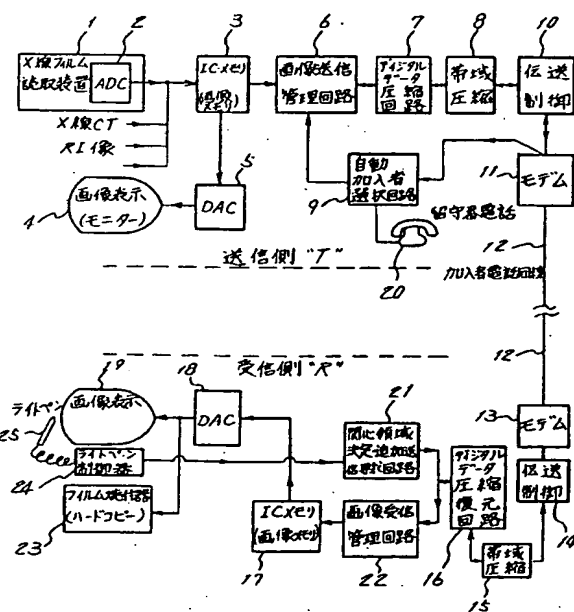 1
2
3
6
7
8
10
X線フィルム
読取装置
ADC
ICメモリ
(画像
メモリ)
画像送信
管理回路
ディジタル
データ
圧縮
回路
帯域
圧縮
伝送
制御
X線CT
RI像
5
4
画像表示
(モニター)
DAC
9
自動
加入者
選択回路
11
モデム
留守番電話
20
12
送信側"T"
加入者電話回線
受信側"R"
12
19
18
21
13
ライトペン
25
画像表示
DAC
関心領域
決定追加送
信選択回路
モデム
ライトペン
制御器
24
ディジタル
データ
圧縮
復元
回路
伝送
制御
フィルム焼付器
(ハードコピー)
23
ICメモリ
(画像メモリ)
17
画像受信
管理回路
22
16
帯域
圧縮
15
14